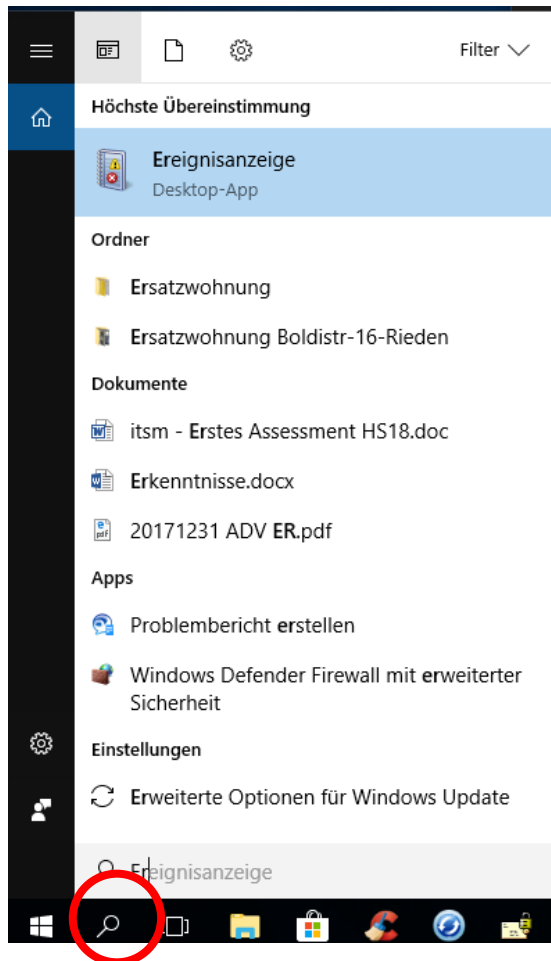 Filter
Höchste Übereinstimmung
Ereignisanzeige
Desktop-App
Ordner
Ersatzwohnung
Ersatzwohnung Boldistr-16-Rieden
Dokumente
itsm - Erstes Assessment HS18.doc
Erkenntnisse.docx
20171231 ADV ER.pdf
Apps
Problembericht erstellen
Windows Defender Firewall mit erweiterter
Sicherheit
Einstellungen
Erweiterte Optionen für Windows Update
Ereignisanzeige